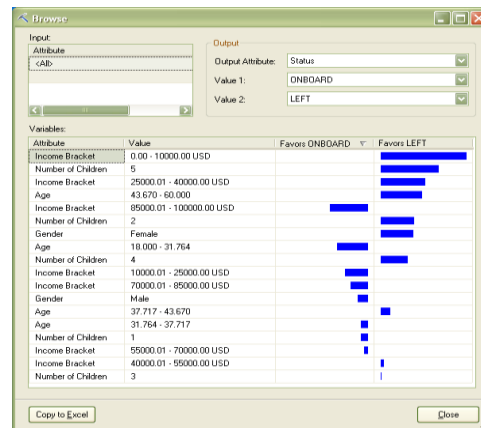 Browse
Input:
Attribute
<All>
Output
Output Attribute: Status
Value 1: ONBOARD
Value 2: LEFT
Variables:
Attribute Value Favors ONBOARD Favors LEFT
Income Bracket 0.00 - 10000.00 USD
Number of Children 5
Income Bracket 25000.01 - 40000.00 USD
Age 43.670 - 60.000
Income Bracket 85000.01 - 100000.00 USD
Number of Children 2
Gender Female
Age 18.000 - 31.764
Number of Children 4
Income Bracket 10000.01 - 25000.00 USD
Income Bracket 70000.01 - 85000.00 USD
Gender Male
Age 37.717 - 43.670
Age 31.764 - 37.717
Number of Children 1
Income Bracket 55000.01 - 70000.00 USD
Income Bracket 40000.01 - 55000.00 USD
Number of Children 3
Copy to Excel Close